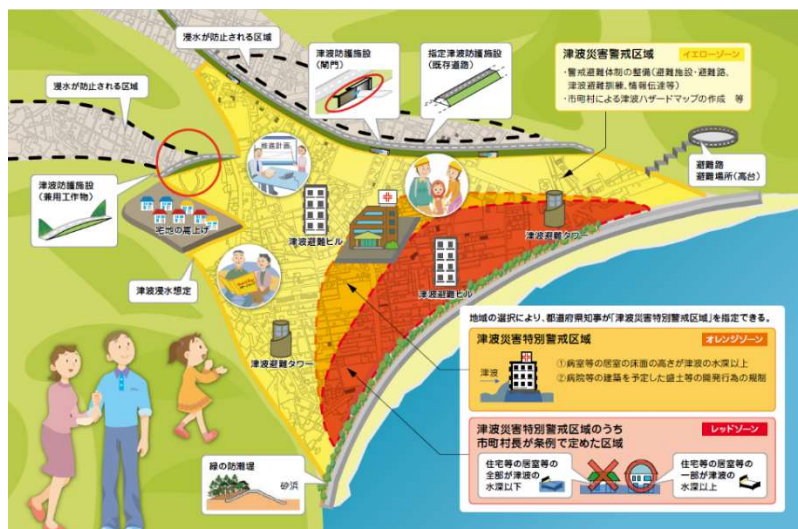 浸水が防止される区域
津波防護施設
(閘門)
指定津波防護施設
(既存道路)
津波災害警戒区域
イエローゾーン
・警戒避難体制の整備(避難施設・避難路、
津波避難訓練、情報伝達等)
・市町村による津波ハザードマップの作成 等
浸水が防止される区域
推進計画
避難路
避難場所(高台)
津波防護施設
(兼用工作物)
宅地の嵩上げ
津波避難ビル
津波避難タワー
津波避難ビル
津波浸水想定
津波避難タワー
地域の選択により、都道府県知事が「津波災害特別警戒区域」を指定できる。
津波災害特別警戒区域
オレンジゾーン
津波
①病室等の居室の床面の高さが津波の水深以上
②病院等の建築を予定した盛土等の開発行為の規制
津波災害特別警戒区域のうち
市町村長が条例で定めた区域
レッドゾーン
住宅等の居室等の
全部が津波の
水深以下
住宅等の居室等の
一部が津波の
水深以上
緑の防潮堤
砂浜